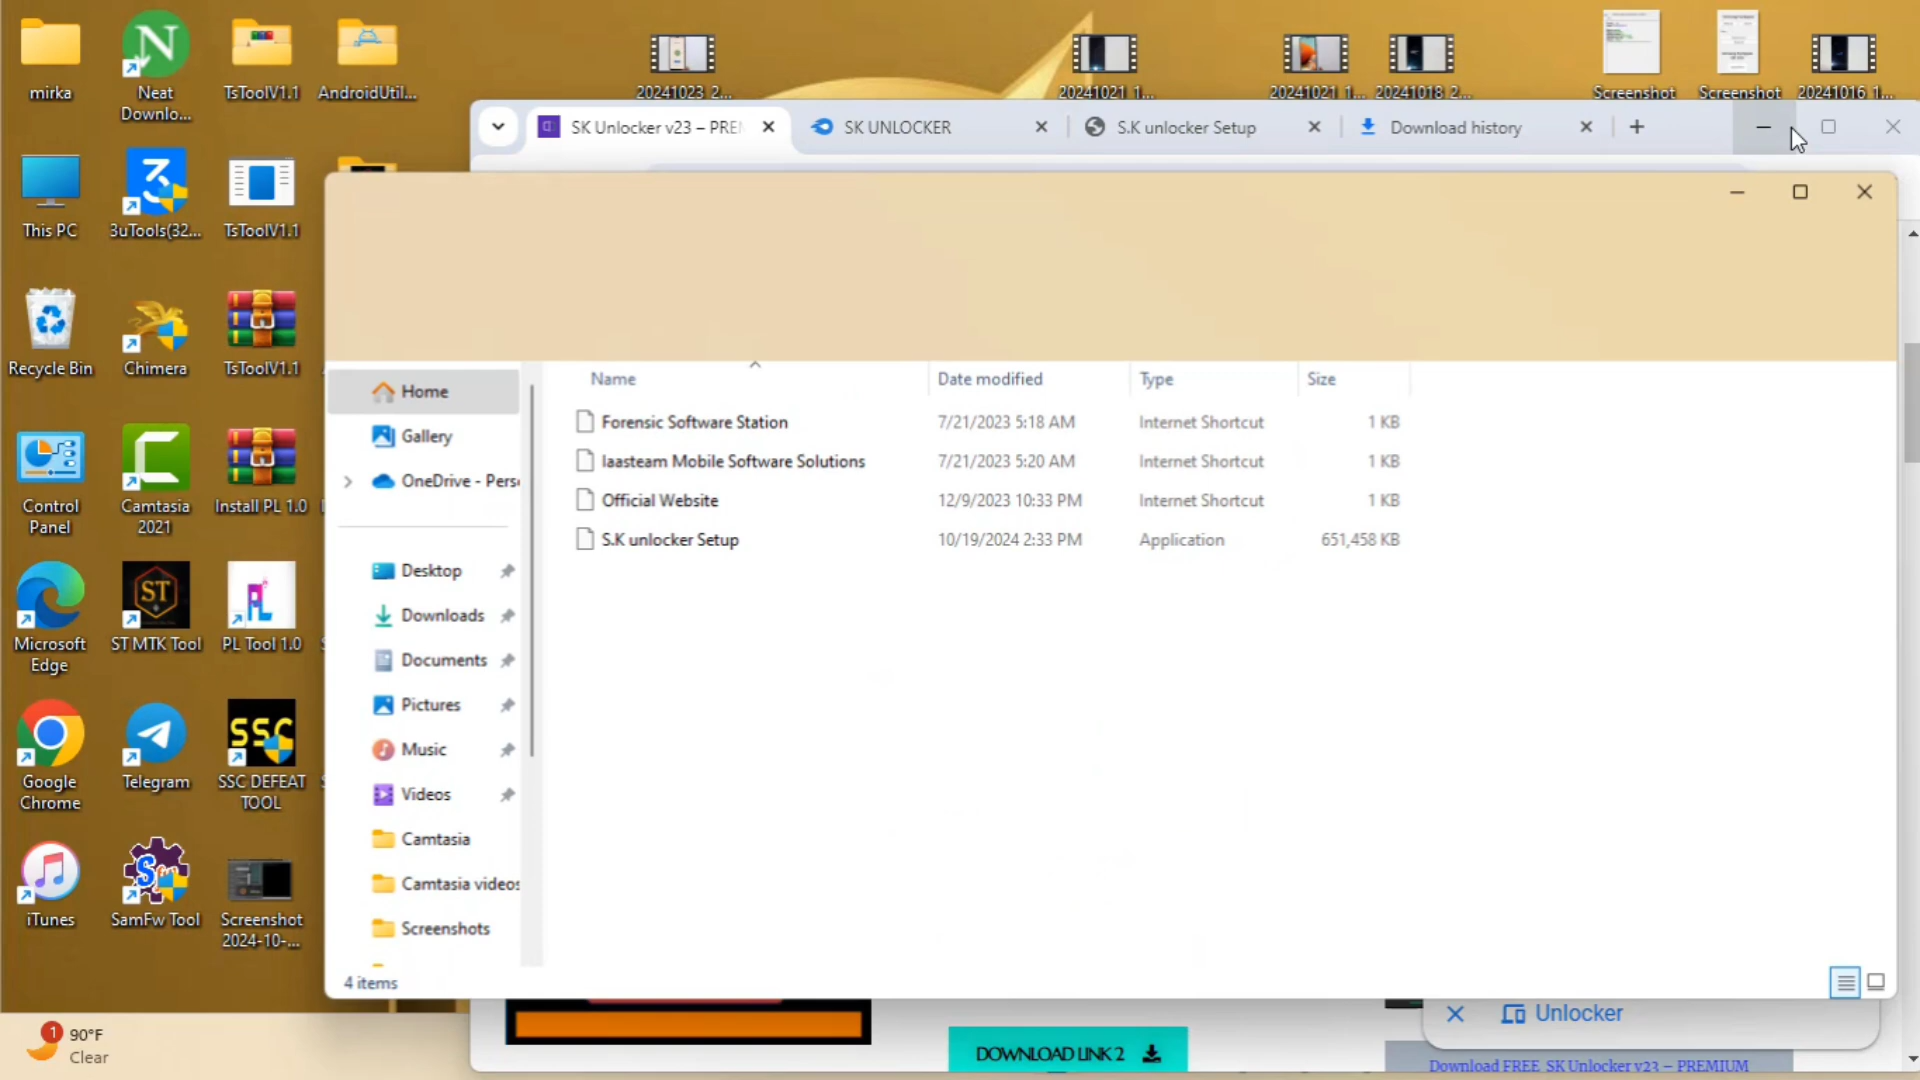 mirka
Neat
Downlo...
TsToolV1.1
AndroidUtil...
20241023 2...
20241021 1...
20241021 1...
20241018 2...
Screenshot
Screenshot
20241016 1...
SK Unlocker v23 – PREM
SK UNLOCKER
S.K unlocker Setup
Download history
This PC
3uTools(32...
TsToolV1.1
Recycle Bin
Chimera
TsToolV1.1
Control
Panel
Camtasia
2021
Install PL 1.0
Microsoft
Edge
ST
ST MTK Tool
PL Tool 1.0
Google
Chrome
Telegram
SSC
SSC DEFEAT
TOOL
iTunes
SamFw Tool
Screenshot
2024-10-...
Home
Gallery
OneDrive - Perso
Desktop
Downloads
Documents
Pictures
Music
Videos
Camtasia
Camtasia videos
Screenshots
Name Date modified Type Size
Forensic Software Station 7/21/2023 5:18 AM Internet Shortcut 1 KB
laasteam Mobile Software Solutions 7/21/2023 5:20 AM Internet Shortcut 1 KB
Official Website 12/9/2023 10:33 PM Internet Shortcut 1 KB
S.K unlocker Setup 10/19/2024 2:33 PM Application 651,458 KB
4 items
DOWNLOAD LINK 2
Unlocker
Download FREE SK Unlocker v23 – PREMIUM
1
90°F
Clear